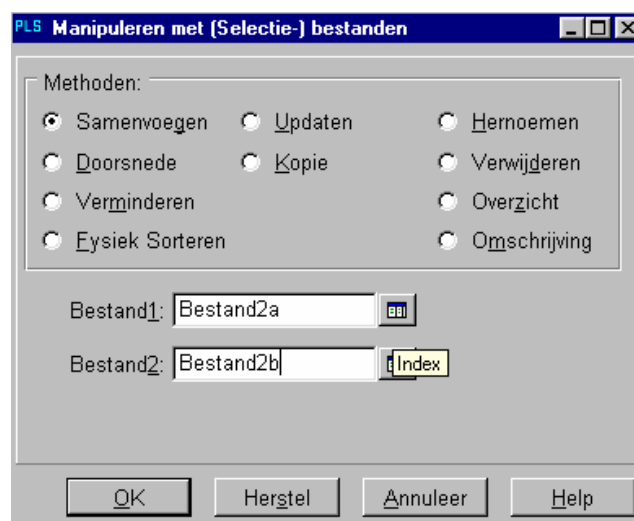 PLS Manipuleren met (Selectie-) bestanden
Methoden:
Samenvoegen Updaten Hernoemen
Doorsnede Kopie Verwijderen
Verminderen Overzicht
Fysiek Sorteren Omschrijving
Bestand1: Bestand2a
Bestand2: Bestand2b Index
OK Herstel Annuleer Help